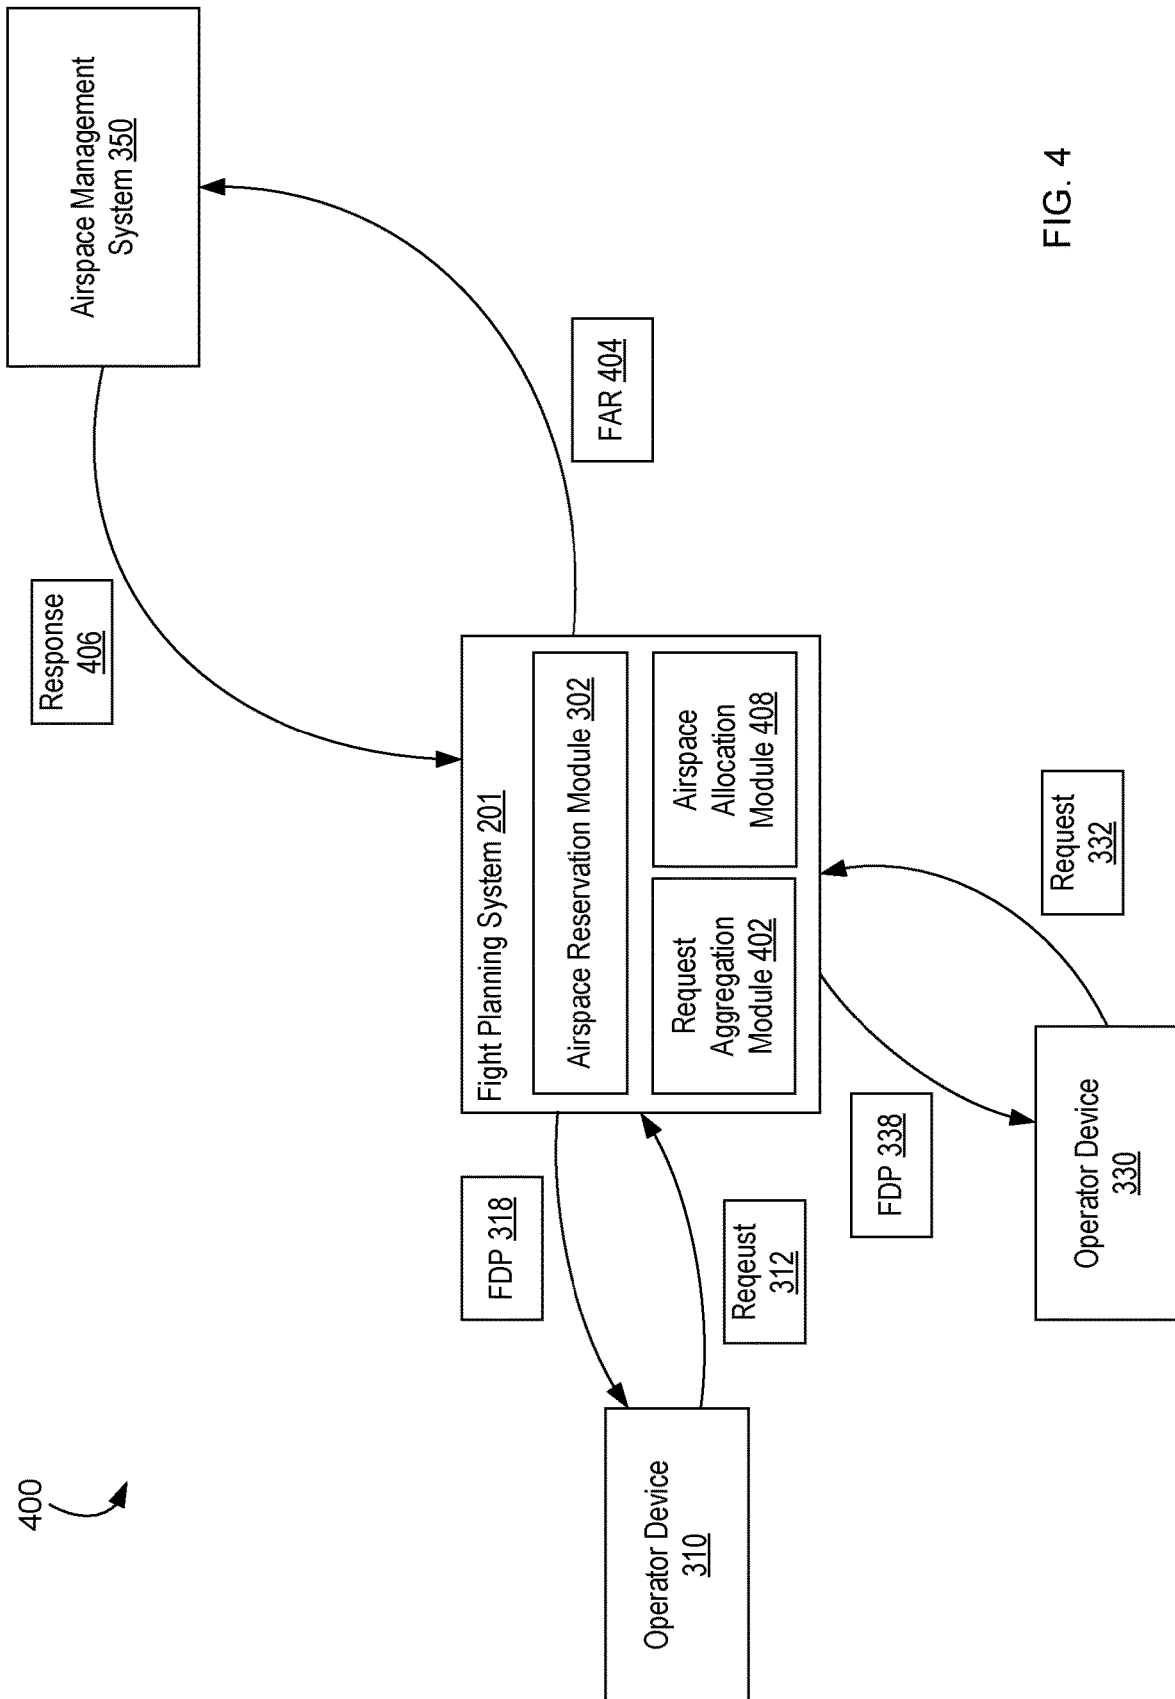 400
Airspace Management
System 350
Response
406
FAR 404
Fight Planning System 201
Airspace Reservation Module 302
Request
Aggregation
Module 402
Airspace
Allocation
Module 408
FDP 318
Reqeust
312
Operator Device
310
FDP 338
Request
332
Operator Device
330
FIG. 4